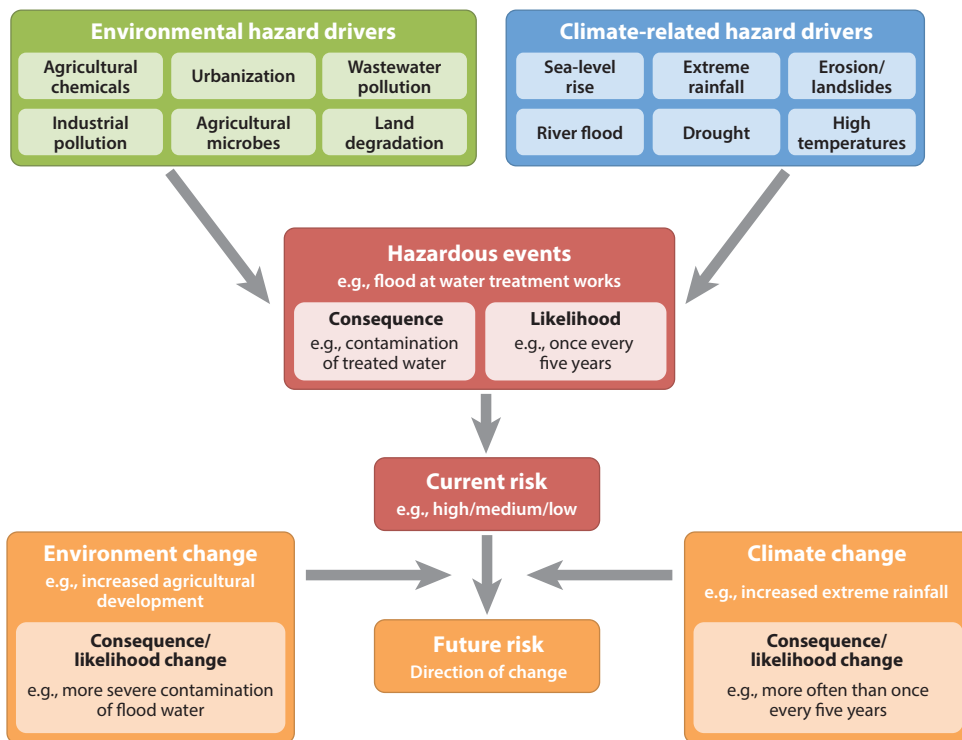 Environmental hazard drivers
Agricultural
chemicals
Urbanization
Wastewater
pollution
Industrial
pollution
Agricultural
microbes
Land
degradation
Climate-related hazard drivers
Sea-level
rise
Extreme
rainfall
Erosion/
landslides
River flood
Drought
High
temperatures
Hazardous events
e.g., flood at water treatment works
Consequence
e.g., contamination
of treated water
Likelihood
e.g., once every
five years
Current risk
e.g., high/medium/low
Environment change
e.g., increased agricultural
development
Consequence/
likelihood change
e.g., more severe contamination
of flood water
Climate change
e.g., increased extreme rainfall
Consequence/
likelihood change
e.g., more often than once
every five years
Future risk
Direction of change